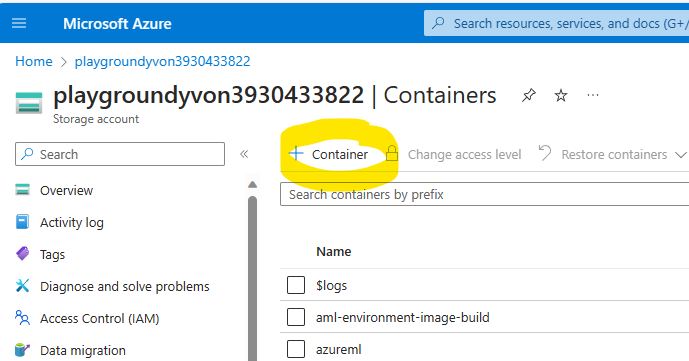 Microsoft Azure
Search resources, services, and docs (G+/
Home > playgroundyvon3930433822
playgroundyvon3930433822 | Containers
Storage account
Search
+ Container
Change access level
Restore containers
Overview
Activity log
Tags
Diagnose and solve problems
Access Control (IAM)
Data migration
Search containers by prefix
Name
$logs
aml-environment-image-build
azureml